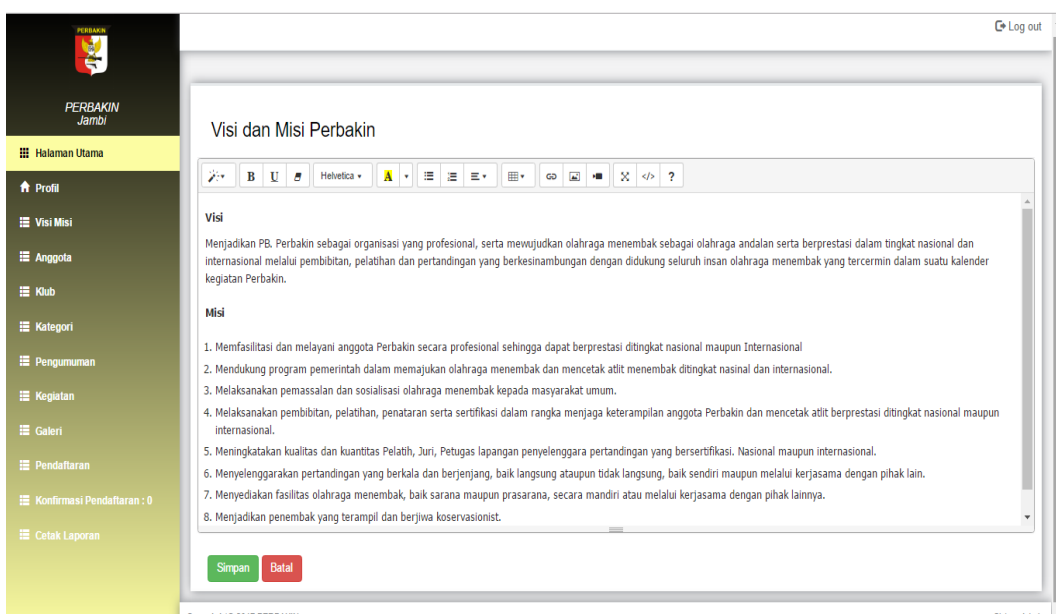 Log out
PERBAKIN
PERBAKIN
Jambi
Halaman Utama
Profil
Visi Misi
Anggota
Klub
Kategori
Pengumuman
Kegiatan
Galeri
Pendaftaran
Konfirmasi Pendaftaran : 0
Cetak Laporan
Visi dan Misi Perbakin
B U Helvetica A </> ?
Visi
Menjadikan PB. Perbakin sebagai organisasi yang profesional, serta mewujudkan olahraga menembak sebagai olahraga andalan serta berprestasi dalam tingkat nasional dan
internasional melalui pembibitan, pelatihan dan pertandingan yang berkesinambungan dengan didukung seluruh insan olahraga menembak yang tercermin dalam suatu kalender
kegiatan Perbakin.
Misi
1. Memfasilitasi dan melayani anggota Perbakin secara profesional sehingga dapat berprestasi ditingkat nasional maupun Internasional
2. Mendukung program pemerintah dalam memajukan olahraga menembak dan mencetak atlit menembak ditingkat nasinal dan internasional.
3. Melaksanakan pemassalan dan sosialisasi olahraga menembak kepada masyarakat umum.
4. Melaksanakan pembibitan, pelatihan, penataran serta sertifikasi dalam rangka menjaga keterampilan anggota Perbakin dan mencetak atlit berprestasi ditingkat nasional maupun
internasional.
5. Meningkatakan kualitas dan kuantitas Pelatih, Juri, Petugas lapangan penyelenggara pertandingan yang bersertifikasi. Nasional maupun internasional.
6. Menyelenggarakan pertandingan yang berkala dan berjenjang, baik langsung ataupun tidak langsung, baik sendiri maupun melalui kerjasama dengan pihak lain.
7. Menyediakan fasilitas olahraga menembak, baik sarana maupun prasarana, secara mandiri atau melalui kerjasama dengan pihak lainnya.
8. Menjadikan penembak yang terampil dan berjiwa koservasionist.
Simpan Batal